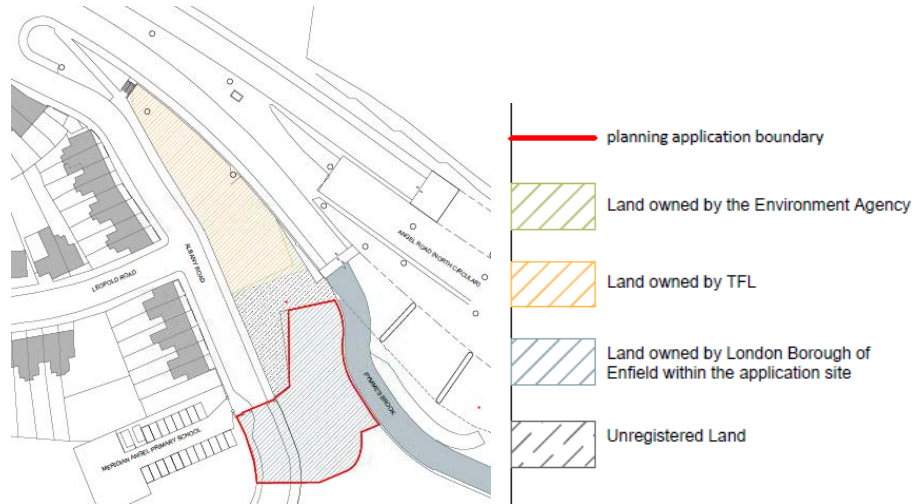 ANGEL ROAD (NORTH CIRCULAR)
ALBANY ROAD
LEOPOLD ROAD
PYMME'S BROOK
MERIDIAN ANGEL PRIMARY SCHOOL
planning application boundary
Land owned by the Environment Agency
Land owned by TFL
Land owned by London Borough of
Enfield within the application site
Unregistered Land